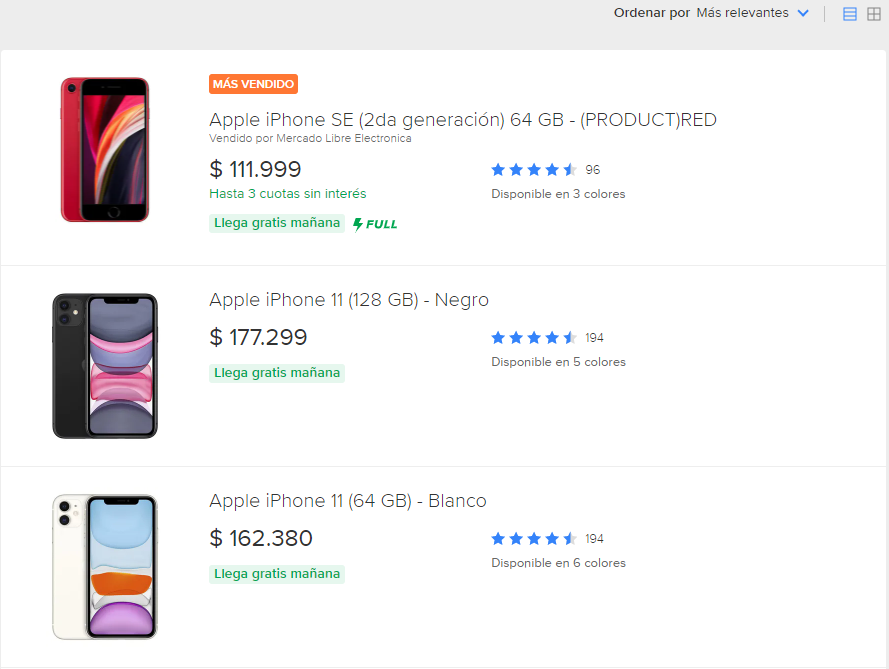 Ordenar por Más relevantes
MÁS VENDIDO
Apple iPhone SE (2da generación) 64 GB - (PRODUCT)RED
Vendido por Mercado Libre Electronica
$ 111.999
96
Hasta 3 cuotas sin interés
Disponible en 3 colores
Llega gratis mañana FULL
Apple iPhone 11 (128 GB) - Negro
$ 177.299
194
Disponible en 5 colores
Llega gratis mañana
Apple iPhone 11 (64 GB) - Blanco
$ 162.380
194
Disponible en 6 colores
Llega gratis mañana